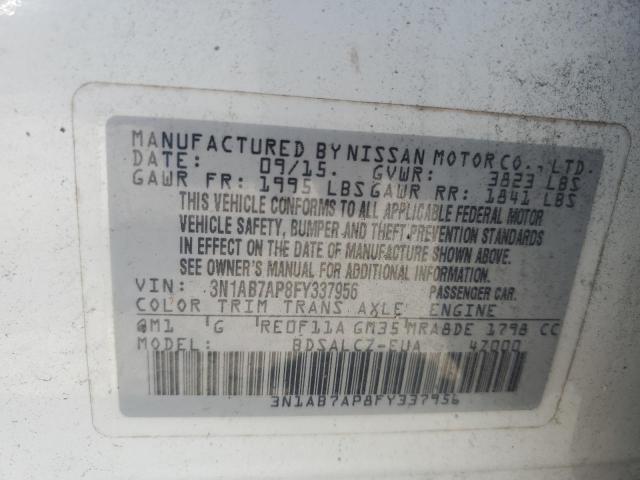 MANUFACTURED BY NISSAN MOTOR CO., LTD.
DATE: 09/15. GVWR: 3823 LBS
GAWR FR: 1995 LBS GAWR RR: 1841 LBS
THIS VEHICLE CONFORMS TO ALL APPLICABLE FEDERAL MOTOR
VEHICLE SAFETY, BUMPER AND THEFT PREVENTION STANDARDS
IN EFFECT ON THE DATE OF MANUFACTURE SHOWN ABOVE.
SEE OWNER'S MANUAL FOR ADDITIONAL INFORMATION.
VIN: 3N1AB7AP8FY337956 PASSENGER CAR.
COLOR TRIM TRANS AXLE ENGINE
QM1 G RE0F11A GM35 MRA8DE 1798 CC
MODEL: BDSALCZ-EUA 47000
3N1AB7AP8FY337956